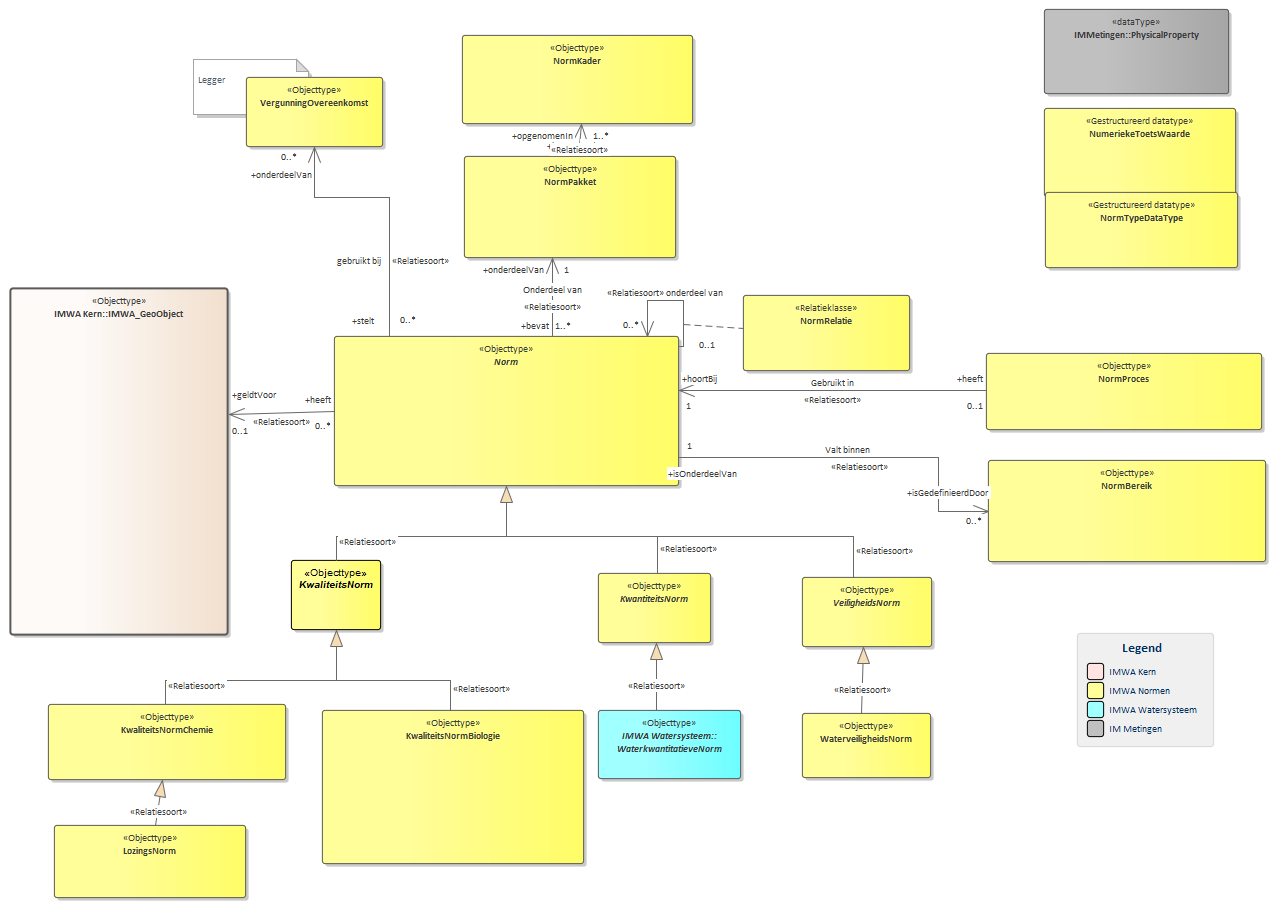 «dataType»
IMMetingen::PhysicalProperty
«Objecttype»
NormKader
Legger
«Objecttype»
VergunningOvereenkomst
«Gestructureerd datatype»
NumeriekeToetsWaarde
+opgenomenIn
1..*
«Relatiesoort»
0..*
+onderdeelVan
«Objecttype»
NormPakket
«Gestructureerd datatype»
NormTypeDataType
gebruikt bij
«Relatiesoort»
+onderdeelVan
1
Onderdeel van
«Relatiesoort»
+bevat
1..*
«Relatiesoort» onderdeel van
0..*
0..1
«Relatieklasse»
NormRelatie
«Objecttype»
IMWA Kern::IMWA_GeoObject
+stelt
0..*
«Objecttype»
Norm
+hoortBij
1
Gebruikt in
«Relatiesoort»
+heeft
0..1
«Objecttype»
NormProces
+geldtVoor
0..1
«Relatiesoort»
+heeft
0..*
1
+isOnderdeelVan
Valt binnen
«Relatiesoort»
+isGedefinieerdDoor
0..*
«Objecttype»
NormBereik
«Relatiesoort»
«Relatiesoort»
«Relatiesoort»
«Objecttype»
KwaliteitsNorm
«Objecttype»
KwantiteitsNorm
«Objecttype»
VeiligheidsNorm
«Relatiesoort»
«Relatiesoort»
«Relatiesoort»
«Relatiesoort»
«Objecttype»
KwaliteitsNormChemie
«Objecttype»
KwaliteitsNormBiologie
«Objecttype»
IMWA Watersysteem::
WaterkwantitatieveNorm
«Objecttype»
WaterveiligheidsNorm
«Relatiesoort»
«Objecttype»
LozingsNorm
Legend
IMWA Kern
IMWA Normen
IMWA Watersysteem
IM Metingen